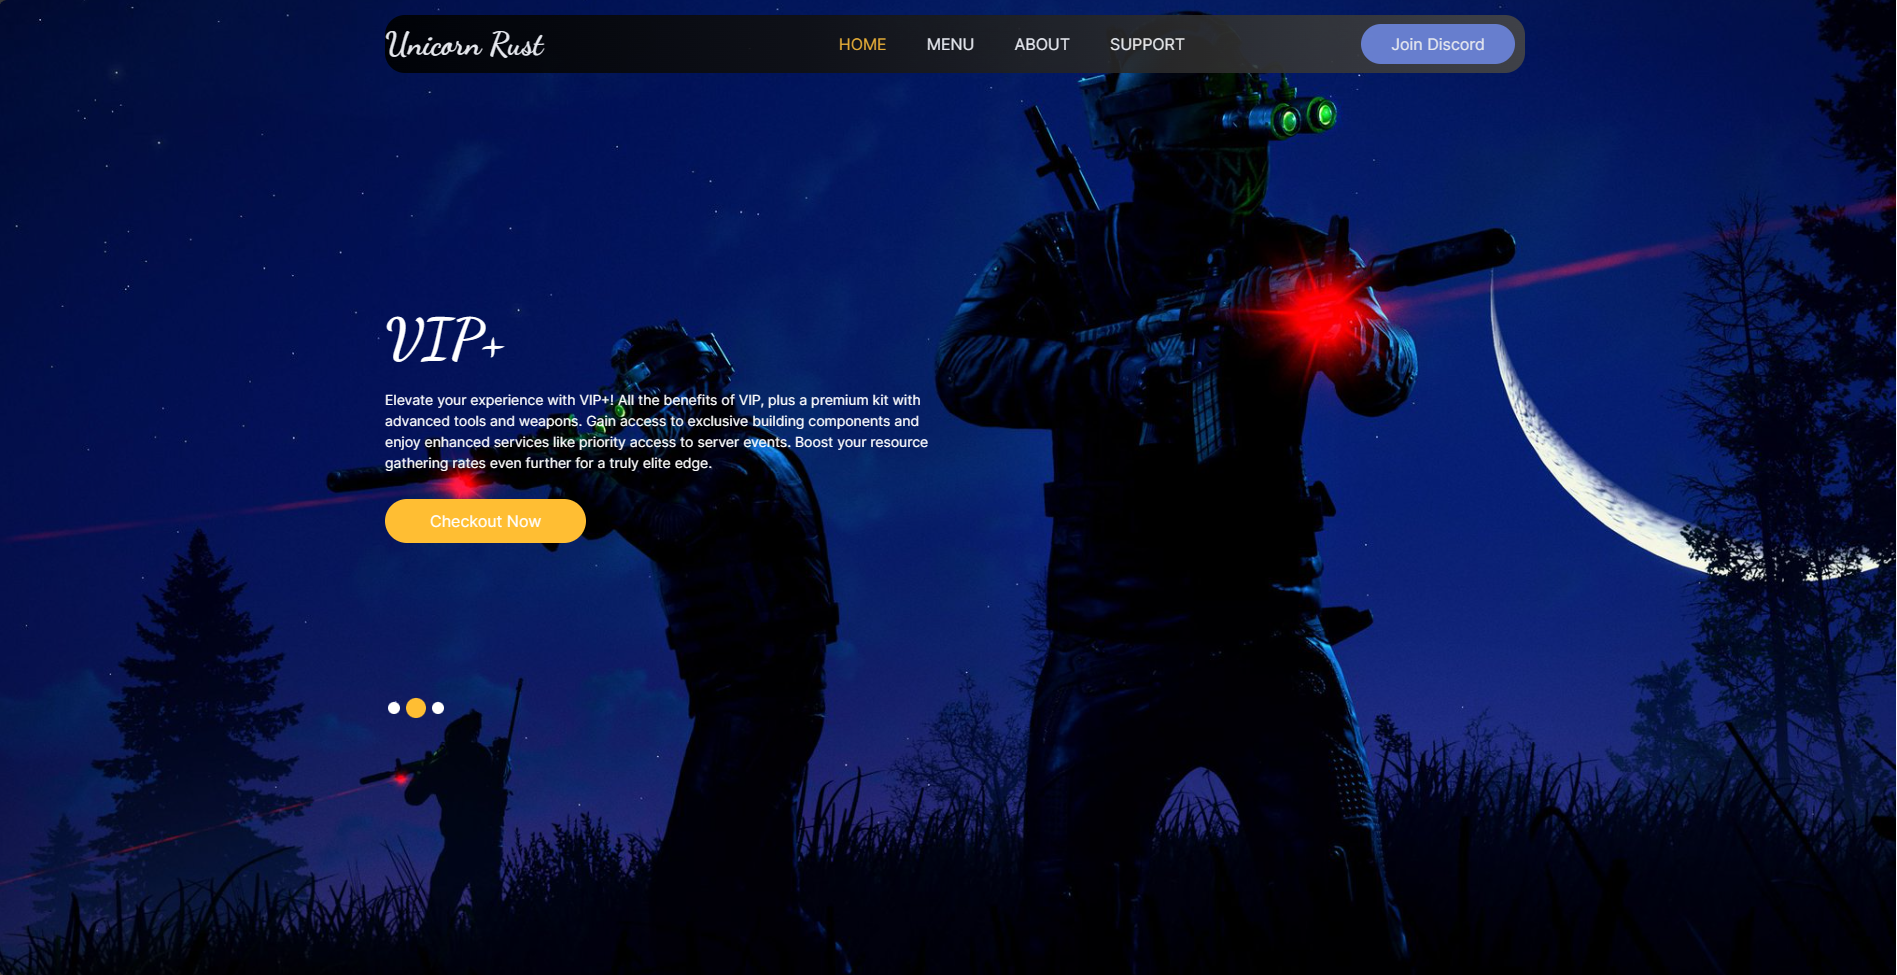 Unicorn Rust
HOME
MENU
ABOUT
SUPPORT
Join Discord
VIP+
Elevate your experience with VIP+! All the benefits of VIP, plus a premium kit with
advanced tools and weapons. Gain access to exclusive building components and
enjoy enhanced services like priority access to server events. Boost your resource
gathering rates even further for a truly elite edge.
Checkout Now